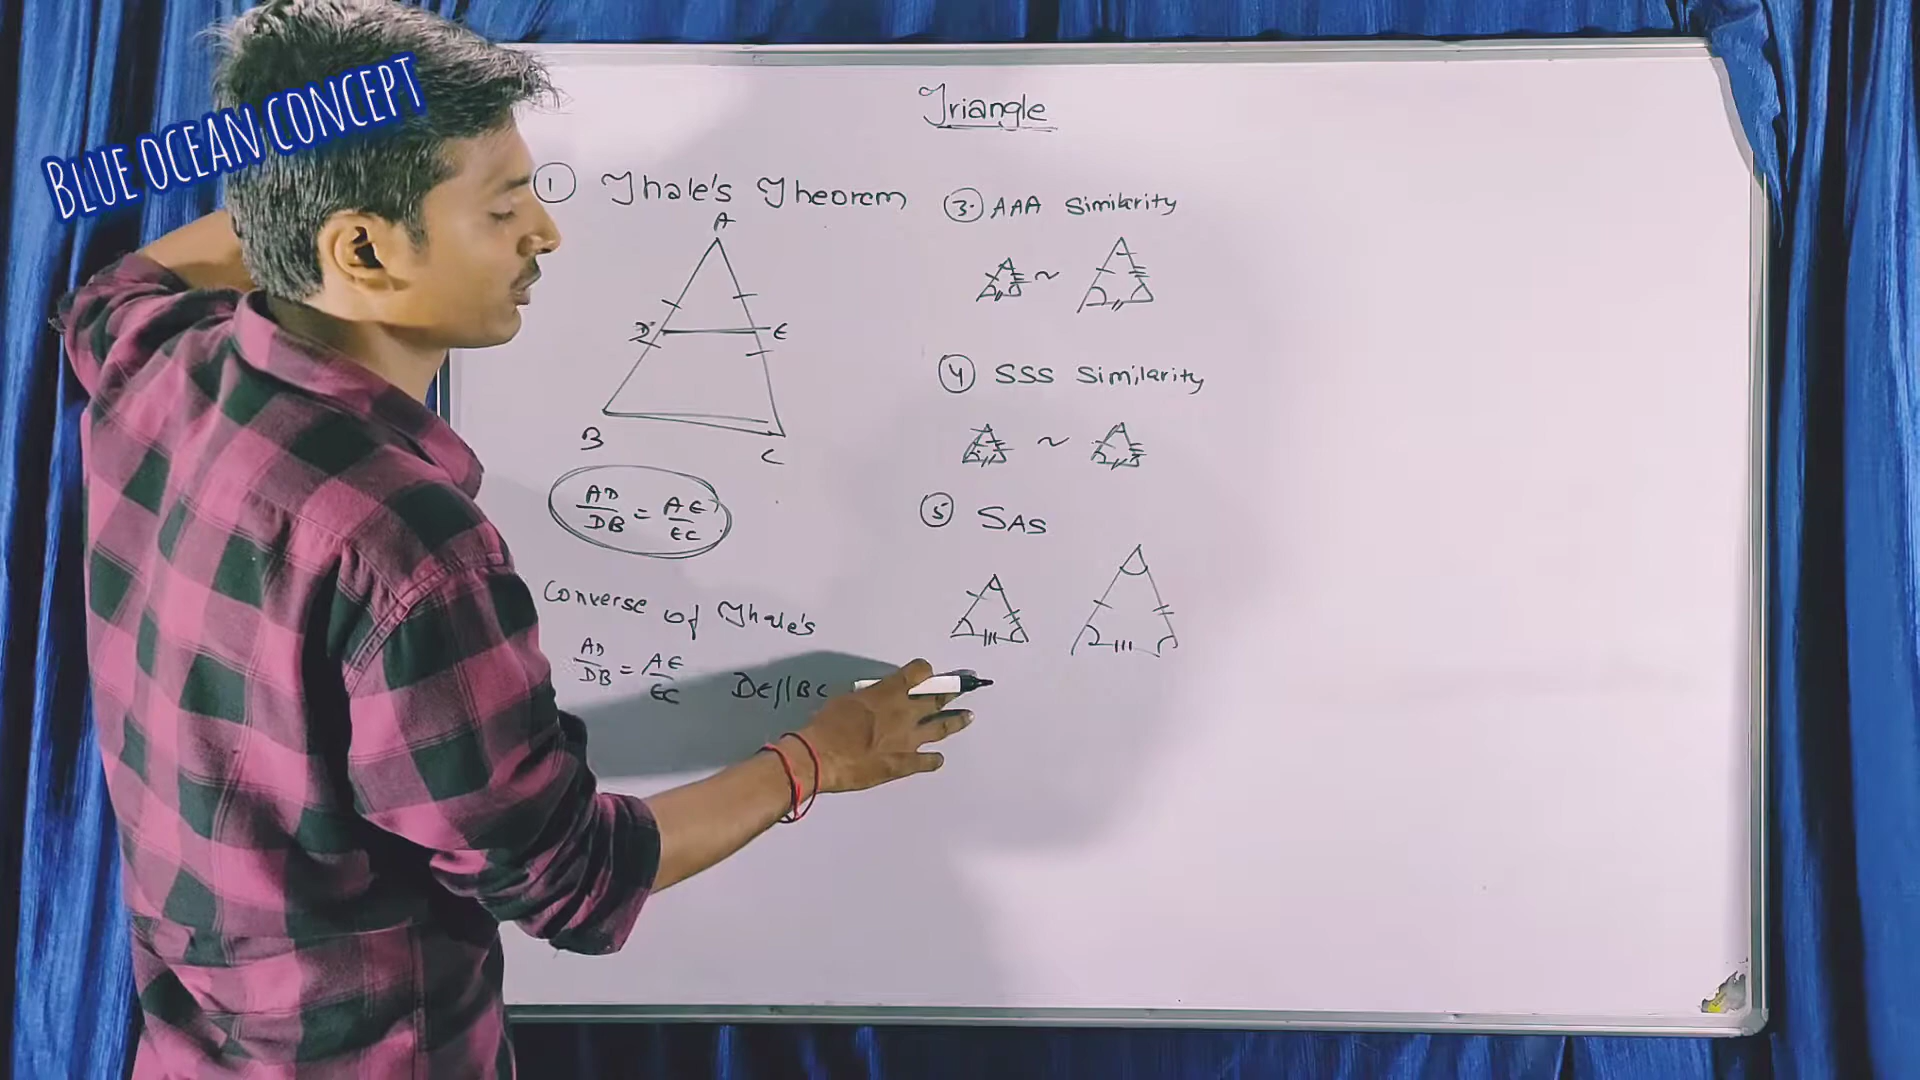 BLUE OCEAN CONCEPT
Triangle
1 Thale's Theorem
A
D E
B
C
AD/DB = AE/EC
Converse of Thale's
AD/DB = AE/EC DE//BC
3. AAA Similarity
~
4 SSS Similarity
~
5 SAS